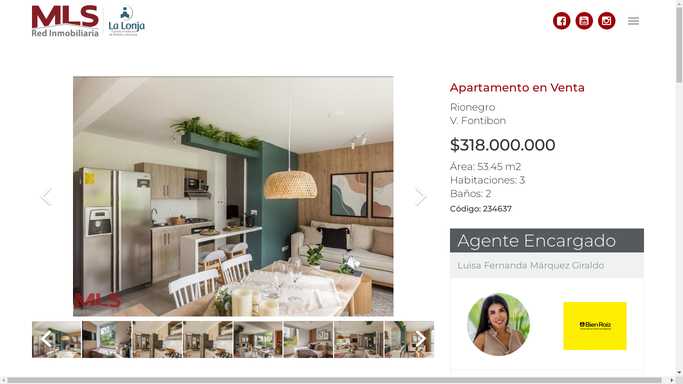 MLS
Red Inmobiliaria
La Lonja
Apartamento en Venta
Rionegro
V. Fontibon
$318.000.000
Área: 53.45 m2
Habitaciones: 3
Baños: 2
Código: 234637
Agente Encargado
Luisa Fernanda Márquez Giraldo
MLS
Bien Raiz